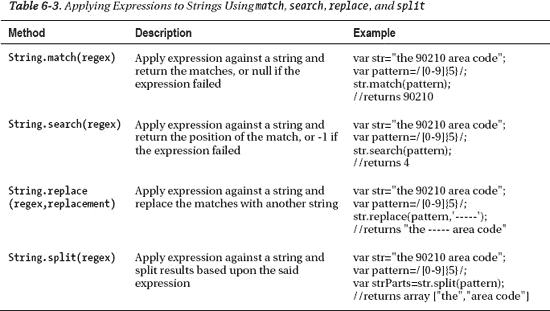 Table 6-3. Applying Expressions to Strings Using match, search, replace, and split
Method Description Example
String.match(regex) Apply expression against a string and var str="the 90210 area code";
return the matches, or null if the var pattern=/[0-9]{5}/;
expression failed str.match(pattern);
//returns 90210
String.search(regex) Apply expression against a string and var str="the 90210 area code";
return the position of the match, or -1 if var pattern=/[0-9]{5}/;
the expression failed str.search(pattern);
//returns 4
String.replace Apply expression against a string and var str="the 90210 area code";
(regex,replacement) replace the matches with another string var pattern=/[0-9]{5}/;
str.replace(pattern,'-----');
//returns "the ----- area code"
String.split(regex) Apply expression against a string and var str="the 90210 area code";
split results based upon the said var pattern=/[0-9]{5}/;
expression var strParts=str.split(pattern);
//returns array ["the","area code"]